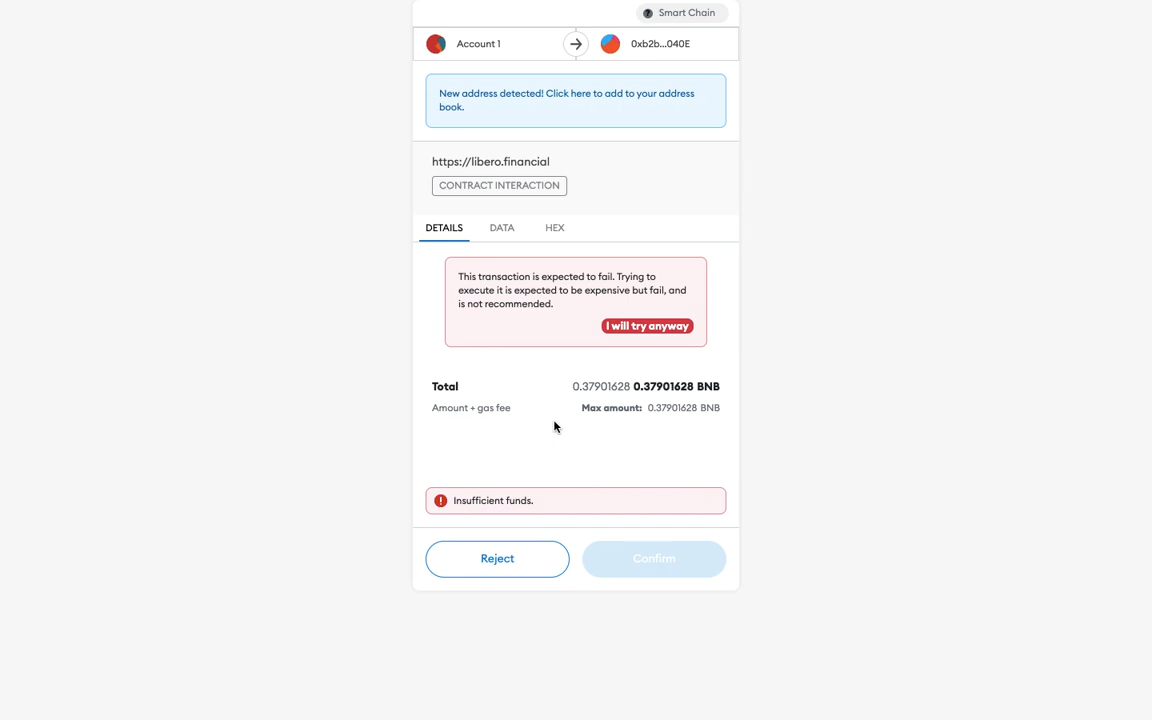 Smart Chain
Account 1
0xb2b...040E
New address detected! Click here to add to your address
book.
https://libero.financial
CONTRACT INTERACTION
DETAILS DATA HEX
This transaction is expected to fail. Trying to
execute it is expected to be expensive but fail, and
is not recommended.
I will try anyway
Total 0.37901628 0.37901628 BNB
Amount + gas fee Max amount: 0.37901628 BNB
Insufficient funds.
Reject Confirm